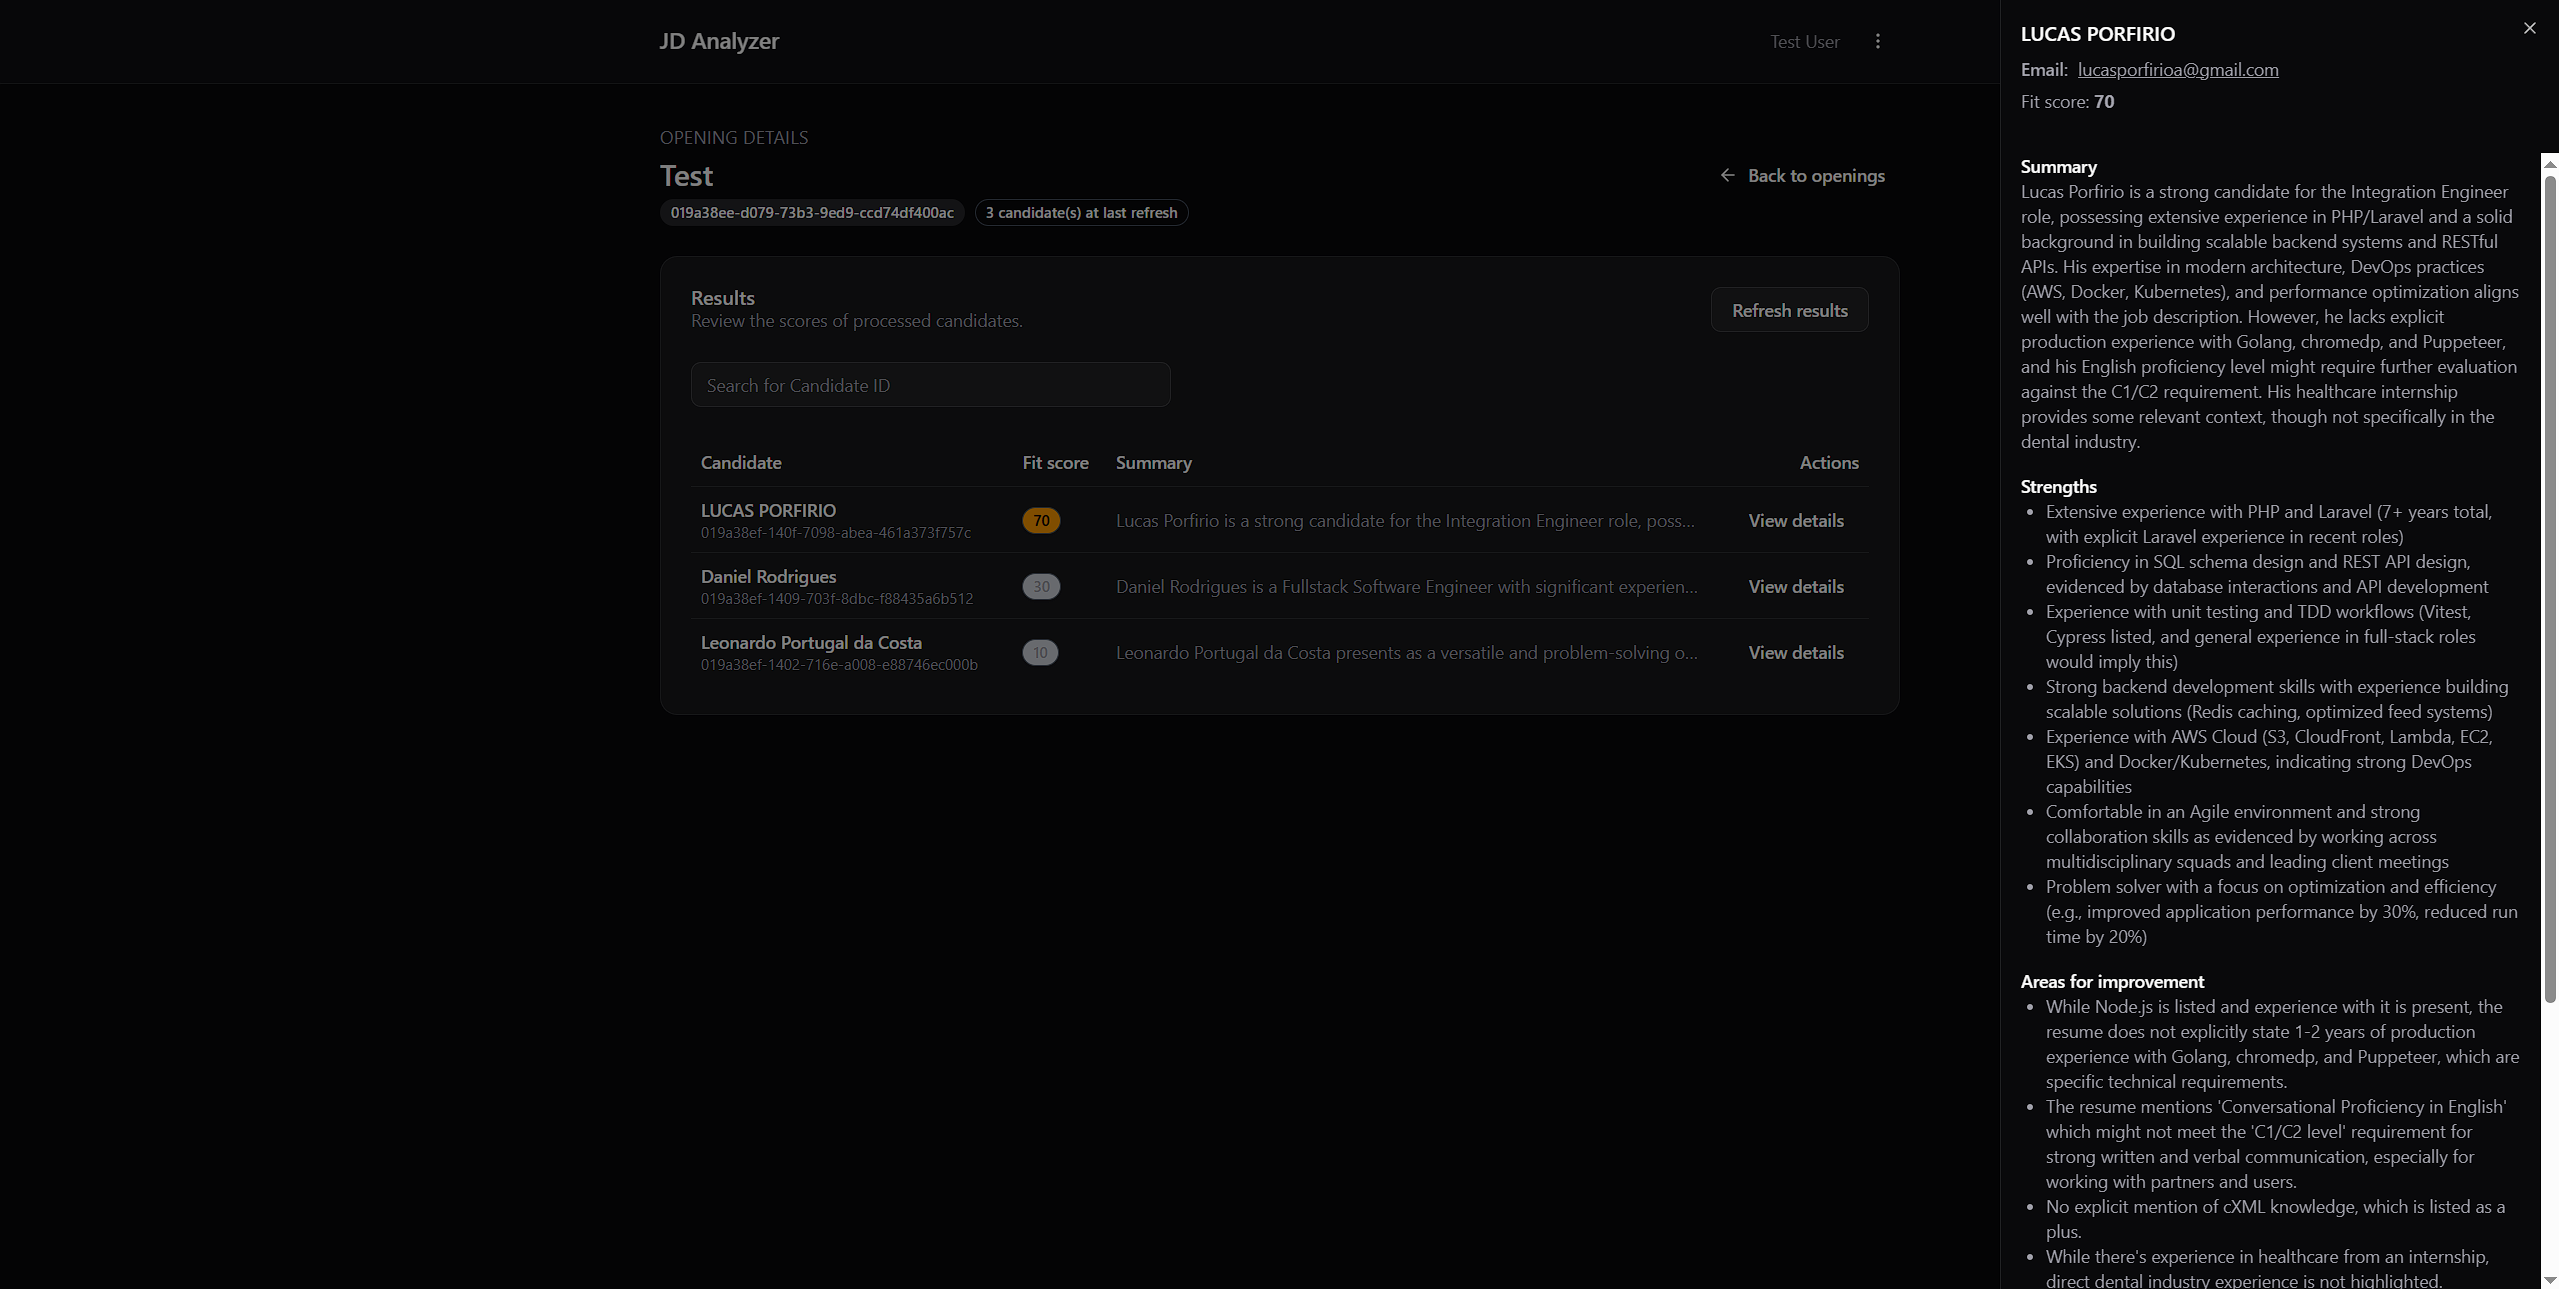 JD Analyzer
Test User
OPENING DETAILS
Test
Back to openings
019a38ee-d079-73b3-9ed9-ccd74df400ac
3 candidate(s) at last refresh
Results
Review the scores of processed candidates.
Refresh results
Search for Candidate ID
Candidate Fit score Summary Actions
LUCAS PORFIRIO
019a38ef-140f-7098-abea-461a373f757c
70
Lucas Porfirio is a strong candidate for the Integration Engineer role, poss...
View details
Daniel Rodrigues
019a38ef-1409-703f-8dbc-f88435a6b512
30
Daniel Rodrigues is a Fullstack Software Engineer with significant experien...
View details
Leonardo Portugal da Costa
019a38ef-1402-716e-a008-e88746ec000b
10
Leonardo Portugal da Costa presents as a versatile and problem-solving o...
View details
LUCAS PORFIRIO
Email: lucasporfirioa@gmail.com
Fit score: 70
Summary
Lucas Porfirio is a strong candidate for the Integration Engineer
role, possessing extensive experience in PHP/Laravel and a solid
background in building scalable backend systems and RESTful
APIs. His expertise in modern architecture, DevOps practices
(AWS, Docker, Kubernetes), and performance optimization aligns
well with the job description. However, he lacks explicit
production experience with Golang, chromedp, and Puppeteer,
and his English proficiency level might require further evaluation
against the C1/C2 requirement. His healthcare internship
provides some relevant context, though not specifically in the
dental industry.
Strengths
• Extensive experience with PHP and Laravel (7+ years total,
with explicit Laravel experience in recent roles)
• Proficiency in SQL schema design and REST API design,
evidenced by database interactions and API development
• Experience with unit testing and TDD workflows (Vitest,
Cypress listed, and general experience in full-stack roles
would imply this)
• Strong backend development skills with experience building
scalable solutions (Redis caching, optimized feed systems)
• Experience with AWS Cloud (S3, CloudFront, Lambda, EC2,
EKS) and Docker/Kubernetes, indicating strong DevOps
capabilities
• Comfortable in an Agile environment and strong
collaboration skills as evidenced by working across
multidisciplinary squads and leading client meetings
• Problem solver with a focus on optimization and efficiency
(e.g., improved application performance by 30%, reduced run
time by 20%)
Areas for improvement
• While Node.js is listed and experience with it is present, the
resume does not explicitly state 1-2 years of production
experience with Golang, chromedp, and Puppeteer, which are
specific technical requirements.
• The resume mentions 'Conversational Proficiency in English'
which might not meet the 'C1/C2 level' requirement for
strong written and verbal communication, especially for
working with partners and users.
• No explicit mention of cXML knowledge, which is listed as a
plus.
• While there's experience in healthcare from an internship,
direct dental industry experience is not highlighted.